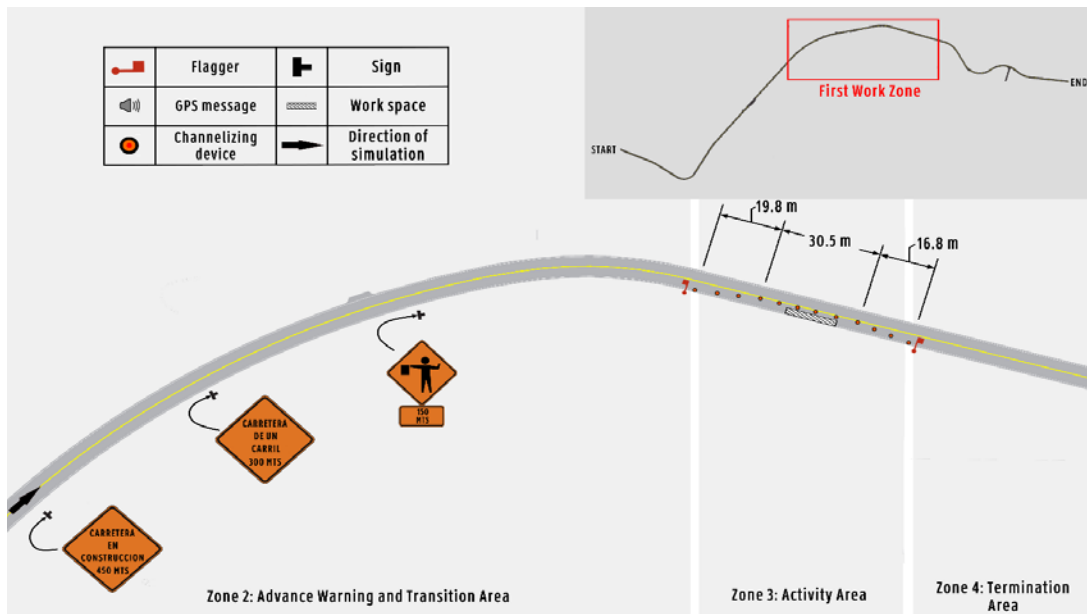 Flagger
Sign
GPS message
Work space
Channelizing
device
Direction of
simulation
START
First Work Zone
END
19.8 m
30.5 m
16.8 m
150
MTS
CARRETERA
DE UN
CARRIL
300 MTS
CARRETERA
EN
CONSTRUCCION
450 MTS
Zone 2: Advance Warning and Transition Area
Zone 3: Activity Area
Zone 4: Termination
Area